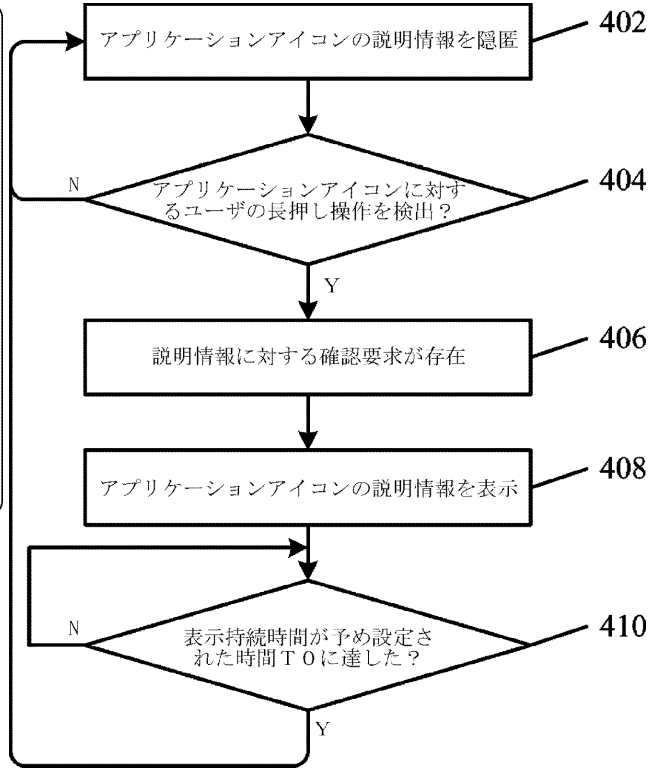 アプリケーションアイコンの説明情報を隠匿
402
アプリケーションアイコンに対す
るユーザの長押し操作を検出？
404
N
Y
説明情報に対する確認要求が存在
406
アプリケーションアイコンの説明情報を表示
408
表示持続時間が予め設定さ
れた時間Ｔ０に達した？
410
N
Y